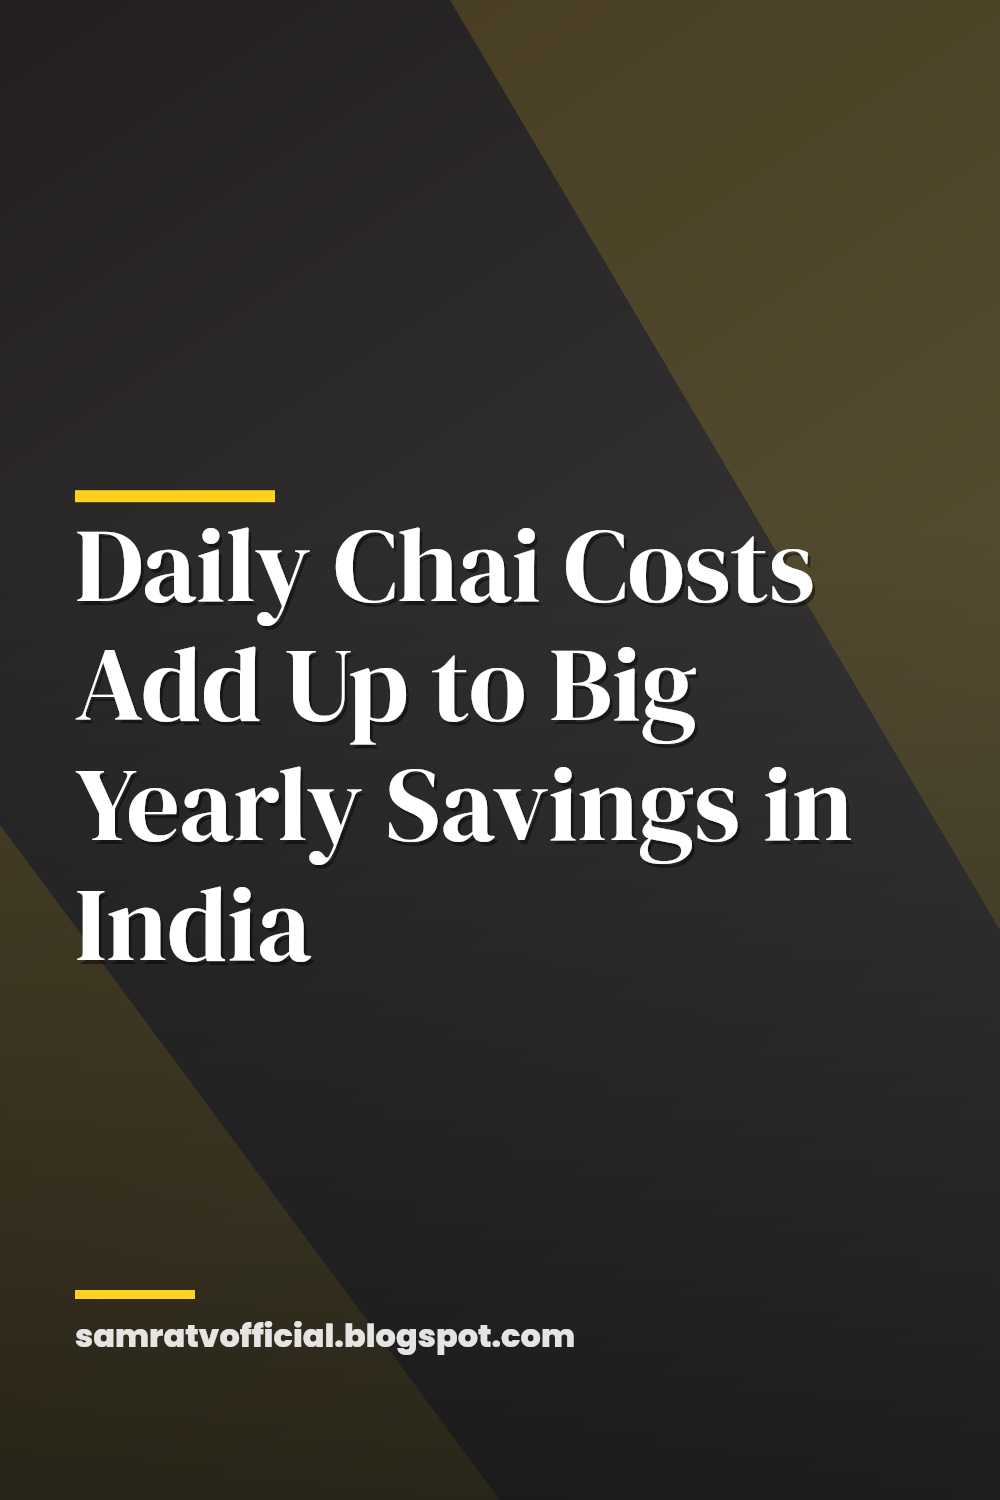 Daily Chai Costs
Add Up to Big
Yearly Savings in
India
samratvofficial.blogspot.com